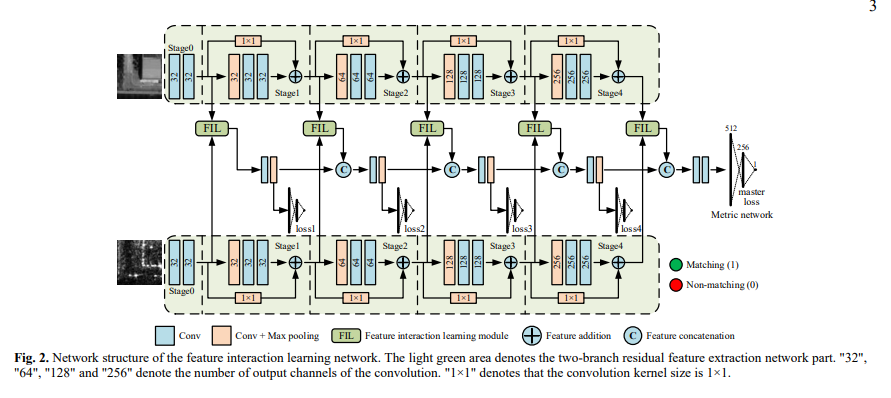 3
1×1 1×1 1×1 1×1
Stage0
32 32 32 32 32 64 64 64 128 128 128 256 256 256
Stage1 Stage2 Stage3 Stage4
FIL FIL FIL FIL FIL
512
256
1
C C C C
master
loss
Metric network
loss1 loss2 loss3 loss4
Stage1 Stage2 Stage3 Stage4
32 32 32 32 32 64 64 64 128 128 128 256 256 256
Stage0
1×1 1×1 1×1 1×1
Matching (1)
Non-matching (0)
Conv Conv + Max pooling FIL Feature interaction learning module Feature addition C Feature concatenation
Fig. 2. Network structure of the feature interaction learning network. The light green area denotes the two-branch residual feature extraction network part. "32",
"64", "128" and "256" denote the number of output channels of the convolution. "1×1" denotes that the convolution kernel size is 1×1.